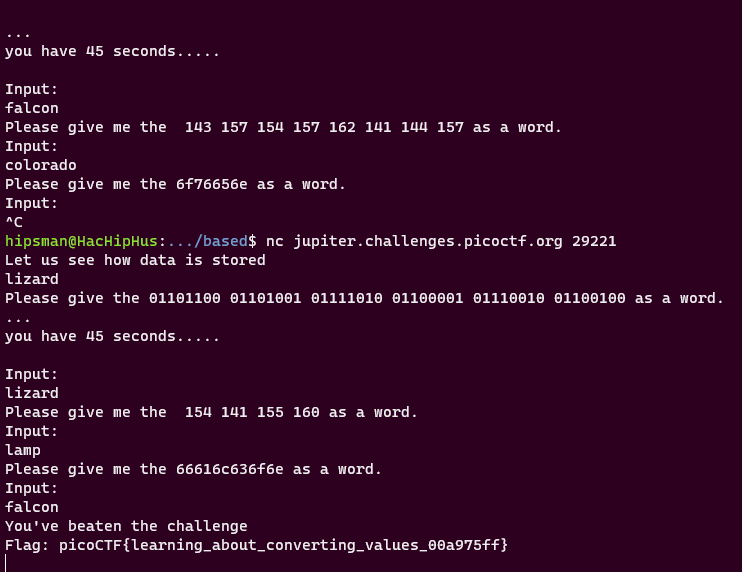 ...
you have 45 seconds.....
Input:
falcon
Please give me the  143 157 154 157 162 141 144 157 as a word.
Input:
colorado
Please give me the 6f76656e as a word.
Input:
^C
hipsman@HacHipHus:.../based$ nc jupiter.challenges.picoctf.org 29221
Let us see how data is stored
lizard
Please give the 01101100 01101001 01111010 01100001 01110010 01100100 as a word.
...
you have 45 seconds.....
Input:
lizard
Please give me the  154 141 155 160 as a word.
Input:
lamp
Please give me the 66616c636f6e as a word.
Input:
falcon
You've beaten the challenge
Flag: picoCTF{learning_about_converting_values_00a975ff}